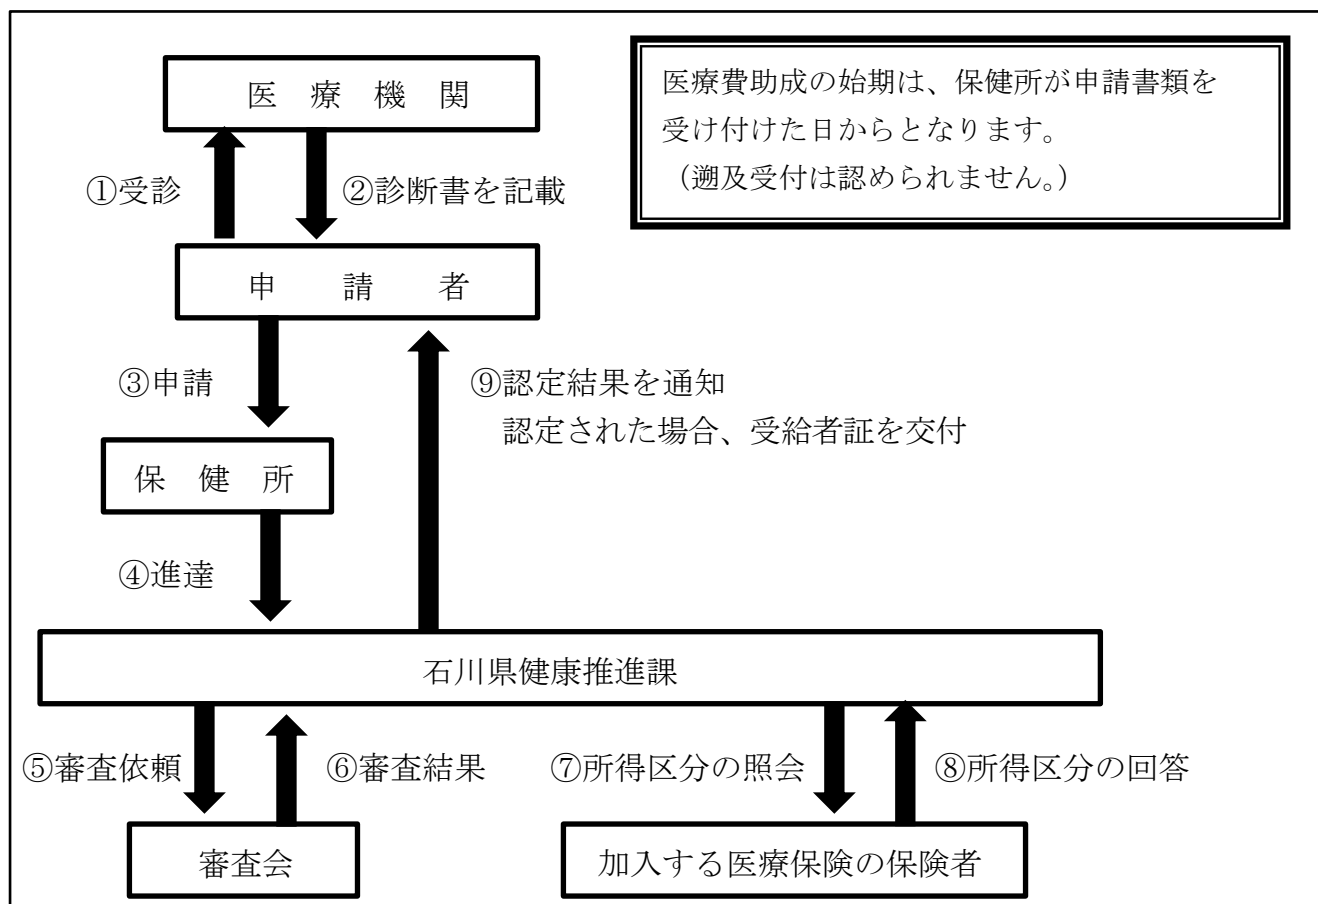 医療機関
医療費助成の始期は、保健所が申請書類を
受け付けた日からとなります。
（遡及受付は認められません。）
①受診
②診断書を記載
申請者
③申請
⑨認定結果を通知
認定された場合、受給者証を交付
保健所
④進達
石川県健康推進課
⑤審査依頼
⑥審査結果
⑦所得区分の照会
⑧所得区分の回答
審査会
加入する医療保険の保険者